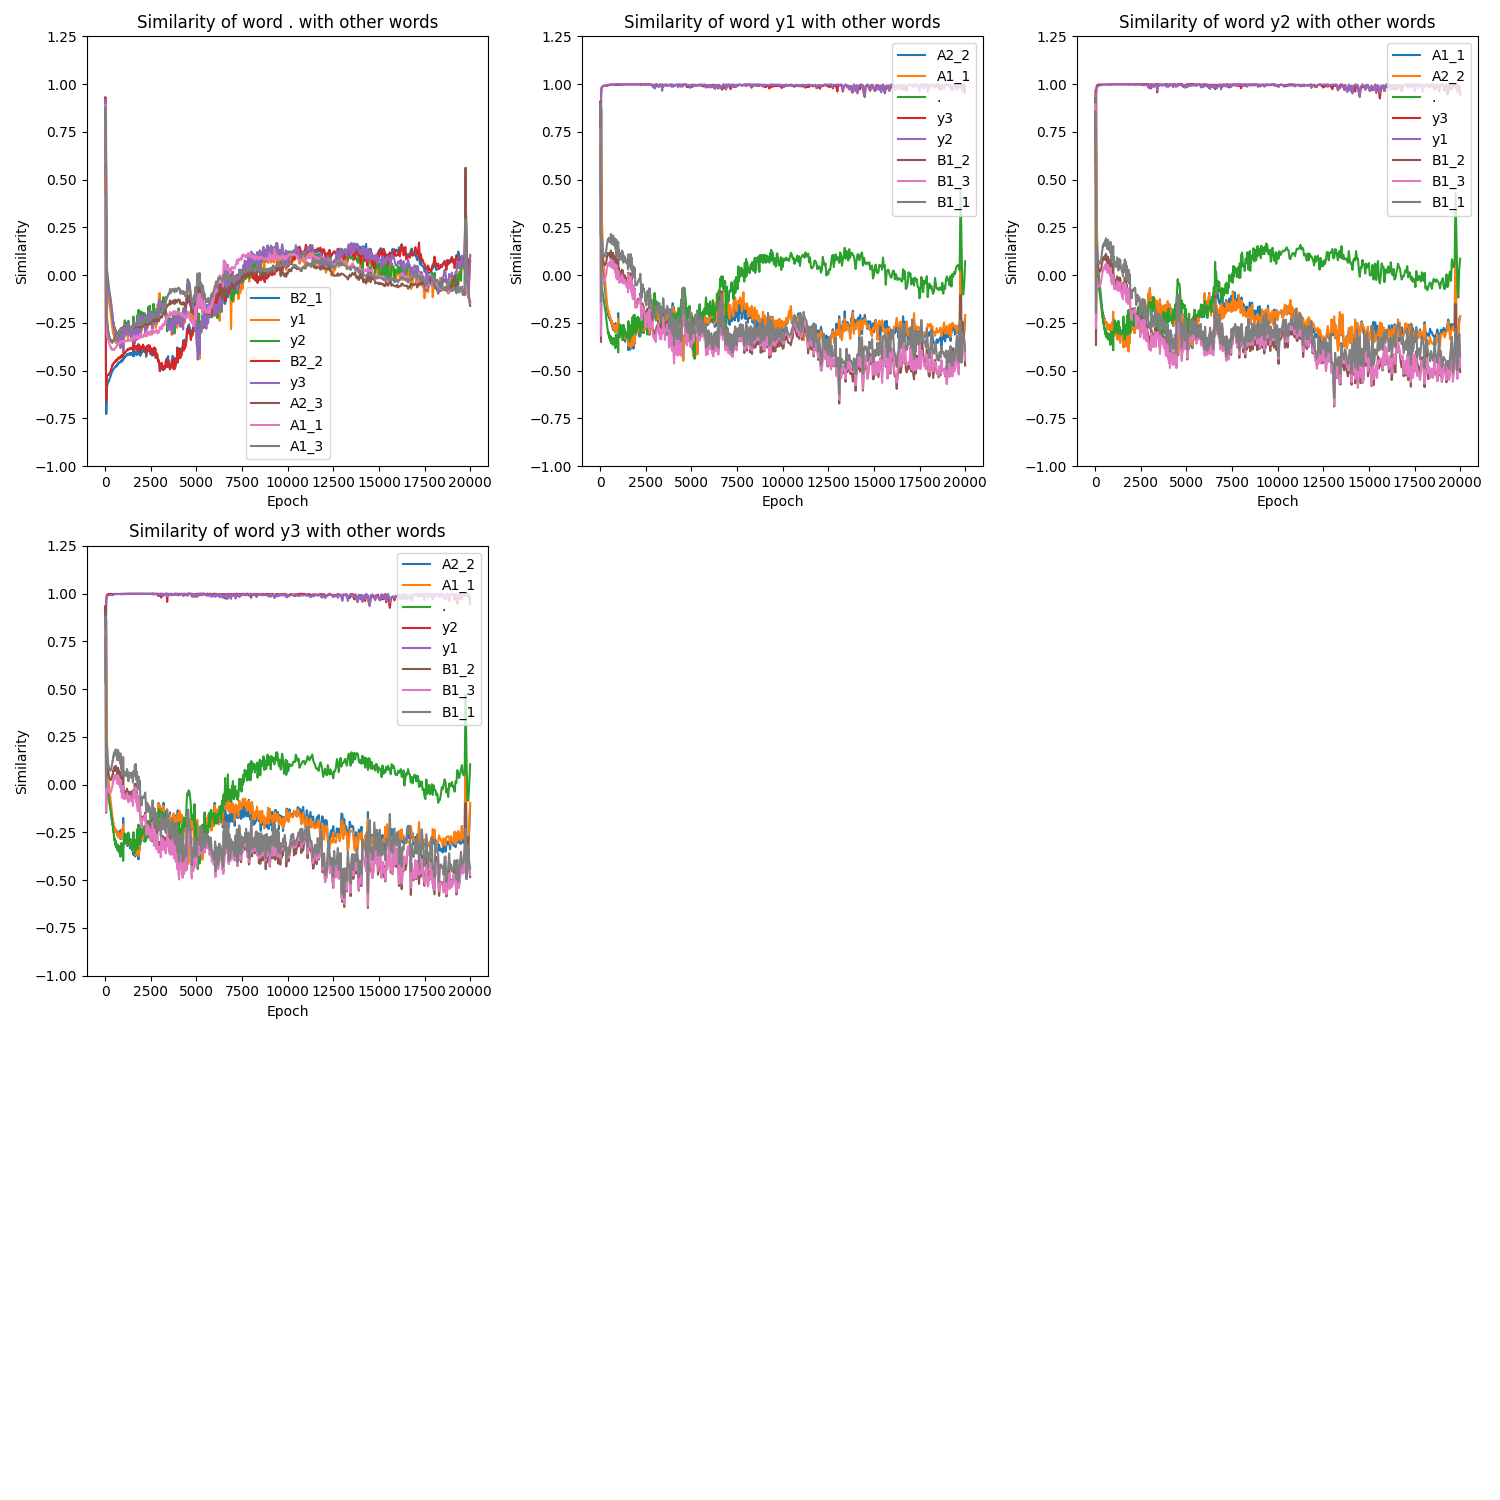 Similarity of word . with other words
1.25
1.00
0.75
0.50
0.25
0.00
−0.25
−0.50
−0.75
−1.00
Similarity
B2_1
y1
y2
B2_2
y3
A2_3
A1_1
A1_3
0 2500 5000 7500 10000 12500 15000 17500 20000
Epoch
Similarity of word y1 with other words
1.25
1.00
0.75
0.50
0.25
0.00
−0.25
−0.50
−0.75
−1.00
Similarity
A2_2
A1_1
.
y3
y2
B1_2
B1_3
B1_1
0 2500 5000 7500 10000 12500 15000 17500 20000
Epoch
Similarity of word y2 with other words
1.25
1.00
0.75
0.50
0.25
0.00
−0.25
−0.50
−0.75
−1.00
Similarity
A1_1
A2_2
.
y3
y1
B1_2
B1_3
B1_1
0 2500 5000 7500 10000 12500 15000 17500 20000
Epoch
Similarity of word y3 with other words
1.25
1.00
0.75
0.50
0.25
0.00
−0.25
−0.50
−0.75
−1.00
Similarity
A2_2
A1_1
.
y2
y1
B1_2
B1_3
B1_1
0 2500 5000 7500 10000 12500 15000 17500 20000
Epoch